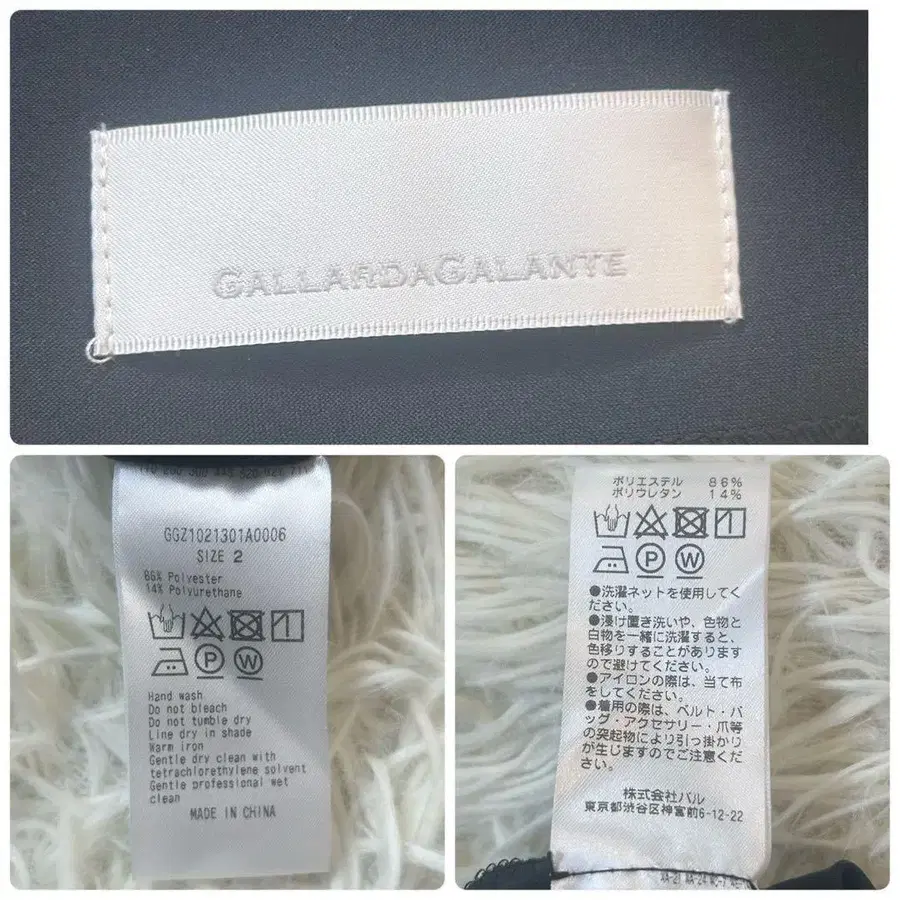 GALLARDAGALANTE
GGZ1021301A0006
SIZE 2
86% Polyester
14% Polyurethane
P W
Hand wash
Do not bleach
Do not tumble dry
Line dry in shade
Warm iron
Gentle dry clean with
tetrachlorethylene solvent
Gentle professional wet
clean
MADE IN CHINA
ポリエステル 86%
ポリウレタン 14%
P W
●洗濯ネットを使用してく
ださい。
●浸け置き洗いや、色物と
白物を一緒に洗濯すると、
色移りすることがあります
ので避けてください。
●アイロンの際は、当て布
をしてください。
●着用の際は、ベルト・バ
ッグ・アクセサリー・爪等
の突起物により引っ掛かり
が生じますのでご注意くだ
さい。
株式会社パル
東京都渋谷区神宮前6-12-22